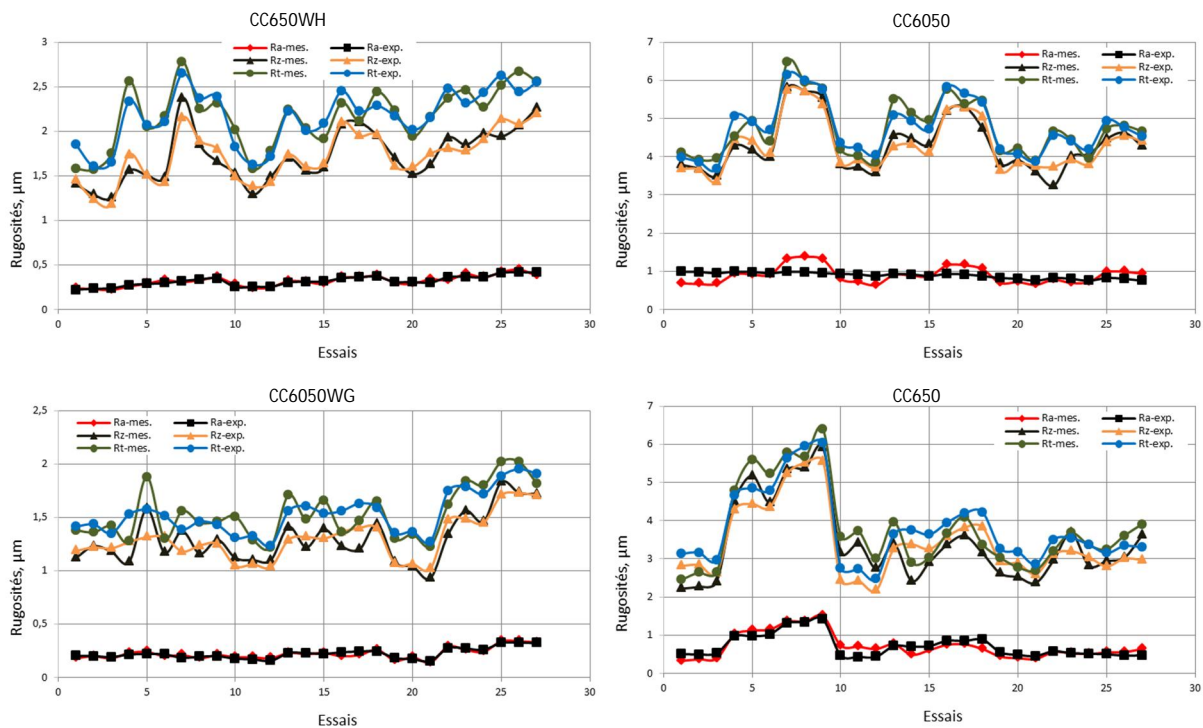 CC650WH
Rugosités, µm
3
2,5
2
1,5
1
0,5
0
0 5 10 15 20 25 30
Essais
Ra-mes. Ra-exp.
Rz-mes. Rz-exp.
Rt-mes. Rt-exp.
CC6050
Rugosités, µm
7
6
5
4
3
2
1
0
0 5 10 15 20 25 30
Essais
Ra-mes. Ra-exp.
Rz-mes. Rz-exp.
Rt-mes. Rt-exp.
CC6050WG
Rugosités, µm
2,5
2
1,5
1
0,5
0
0 5 10 15 20 25 30
Essais
Ra-mes. Ra-exp.
Rz-mes. Rz-exp.
Rt-mes. Rt-exp.
CC650
Rugosités, µm
7
6
5
4
3
2
1
0
0 5 10 15 20 25 30
Essais
Ra-mes. Ra-exp.
Rz-mes. Rz-exp.
Rt-mes. Rt-exp.